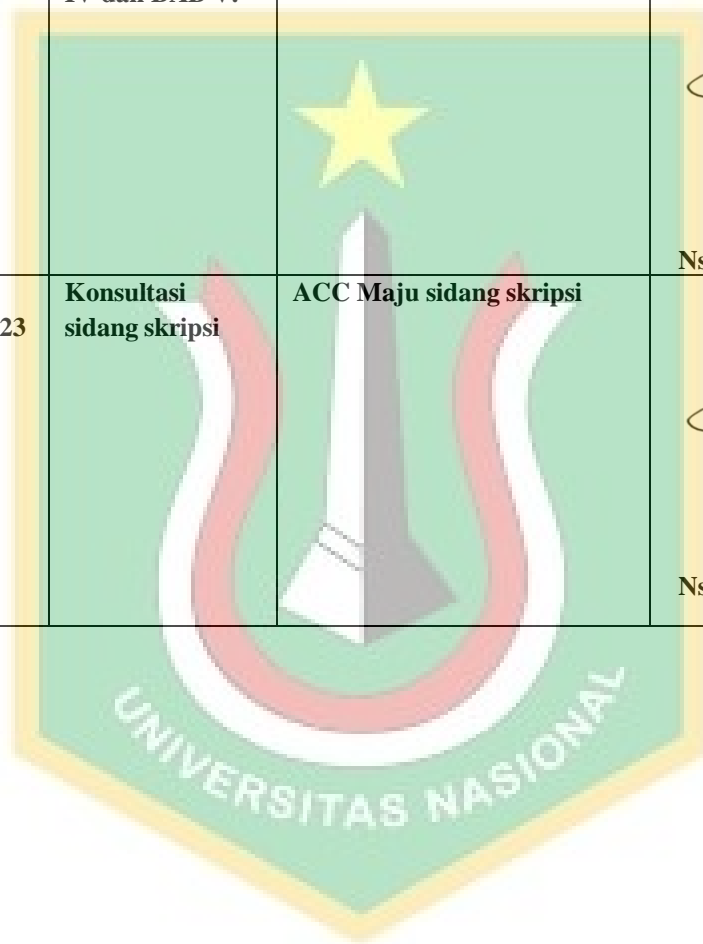 IV dan BAB V.
Ns
Konsultasi
ACC Maju sidang skripsi
23
sidang skripsi
Ns
UNIVERSITAS NASIONAL